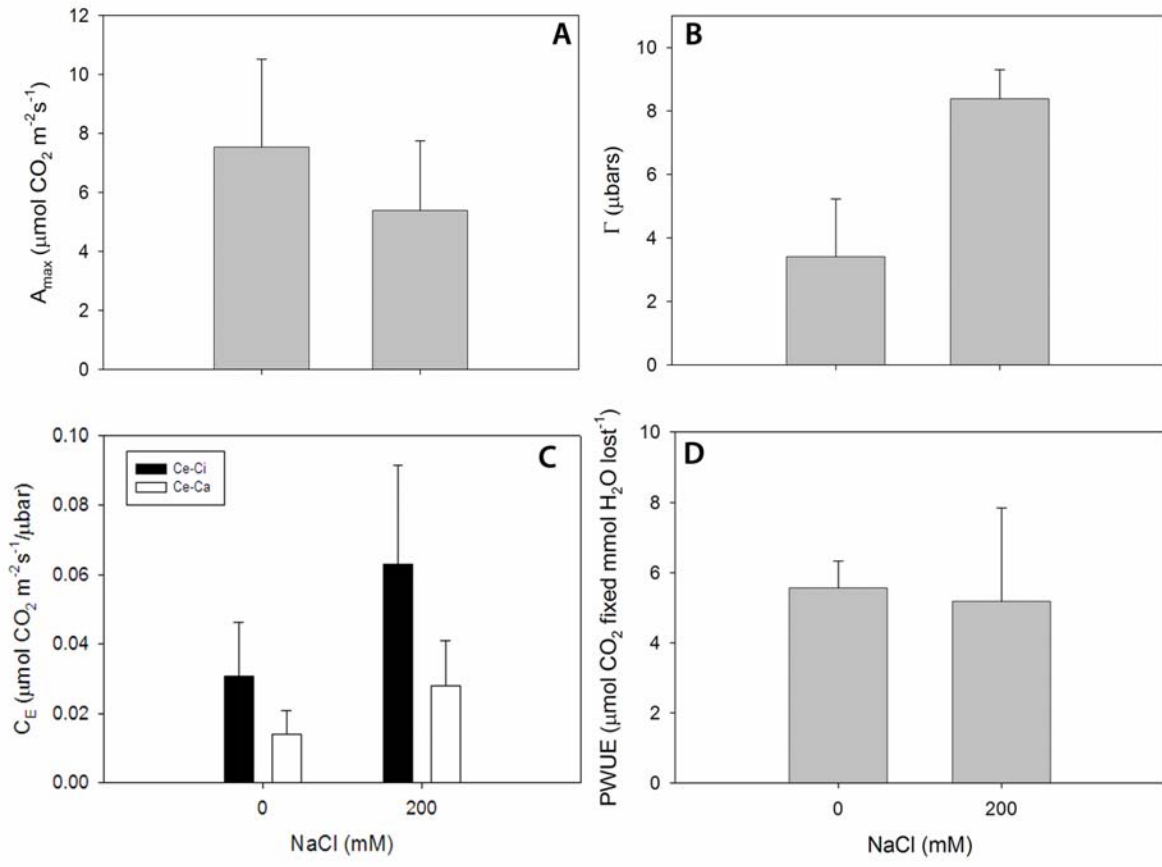 A
A_max (μmol CO₂ m⁻²s⁻¹)
12
10
8
6
4
2
0
B
Γ (μbars)
10
8
6
4
2
0
C
C_E (μmol CO₂ m⁻²s⁻¹/μbar)
0.10
0.08
0.06
0.04
0.02
0.00
Ce-Ci
Ce-Ca
0
200
NaCl (mM)
D
PWUE (μmol CO₂ fixed mmol H₂O lost⁻¹)
10
8
6
4
2
0
0
200
NaCl (mM)